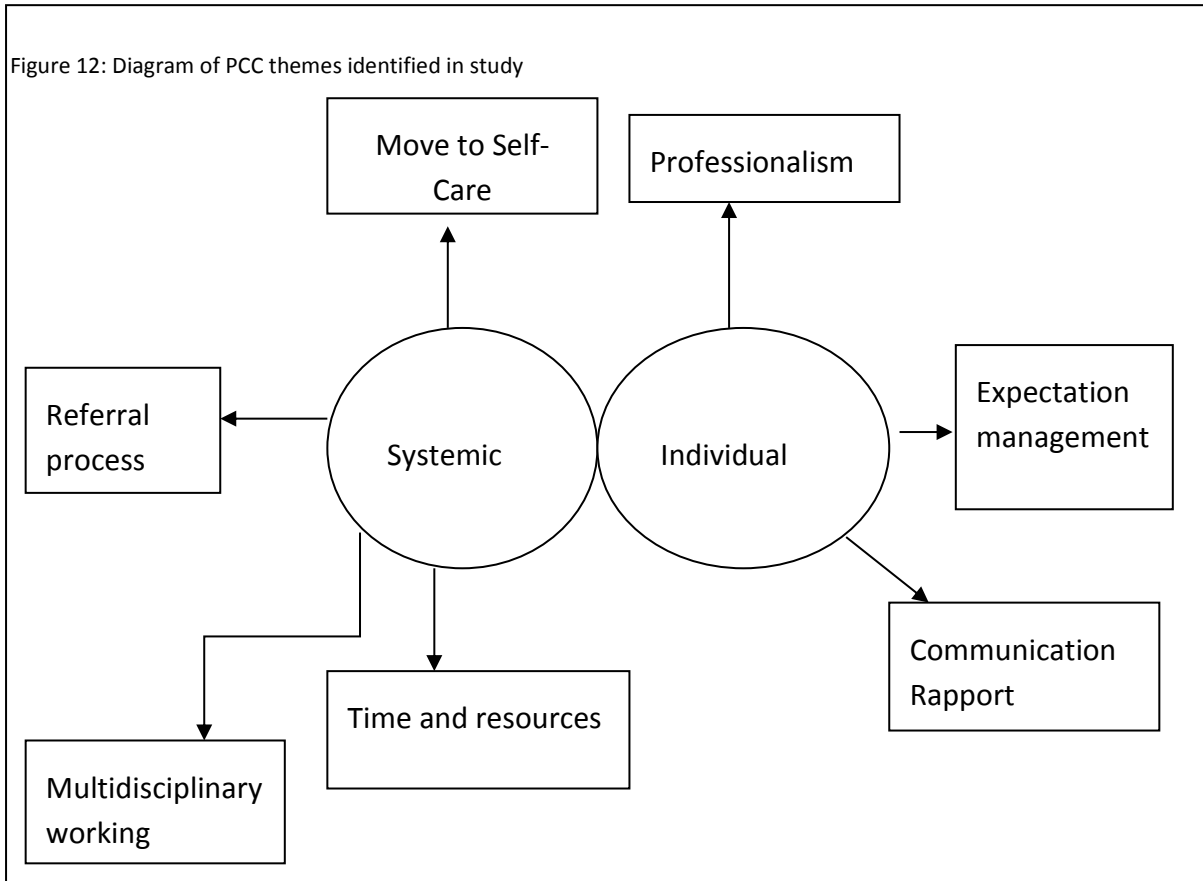 Figure 12: Diagram of PCC themes identified in study
Move to Self-
Care
Professionalism
Referral
process
Systemic
Individual
Expectation
management
Communication
Rapport
Time and resources
Multidisciplinary
working